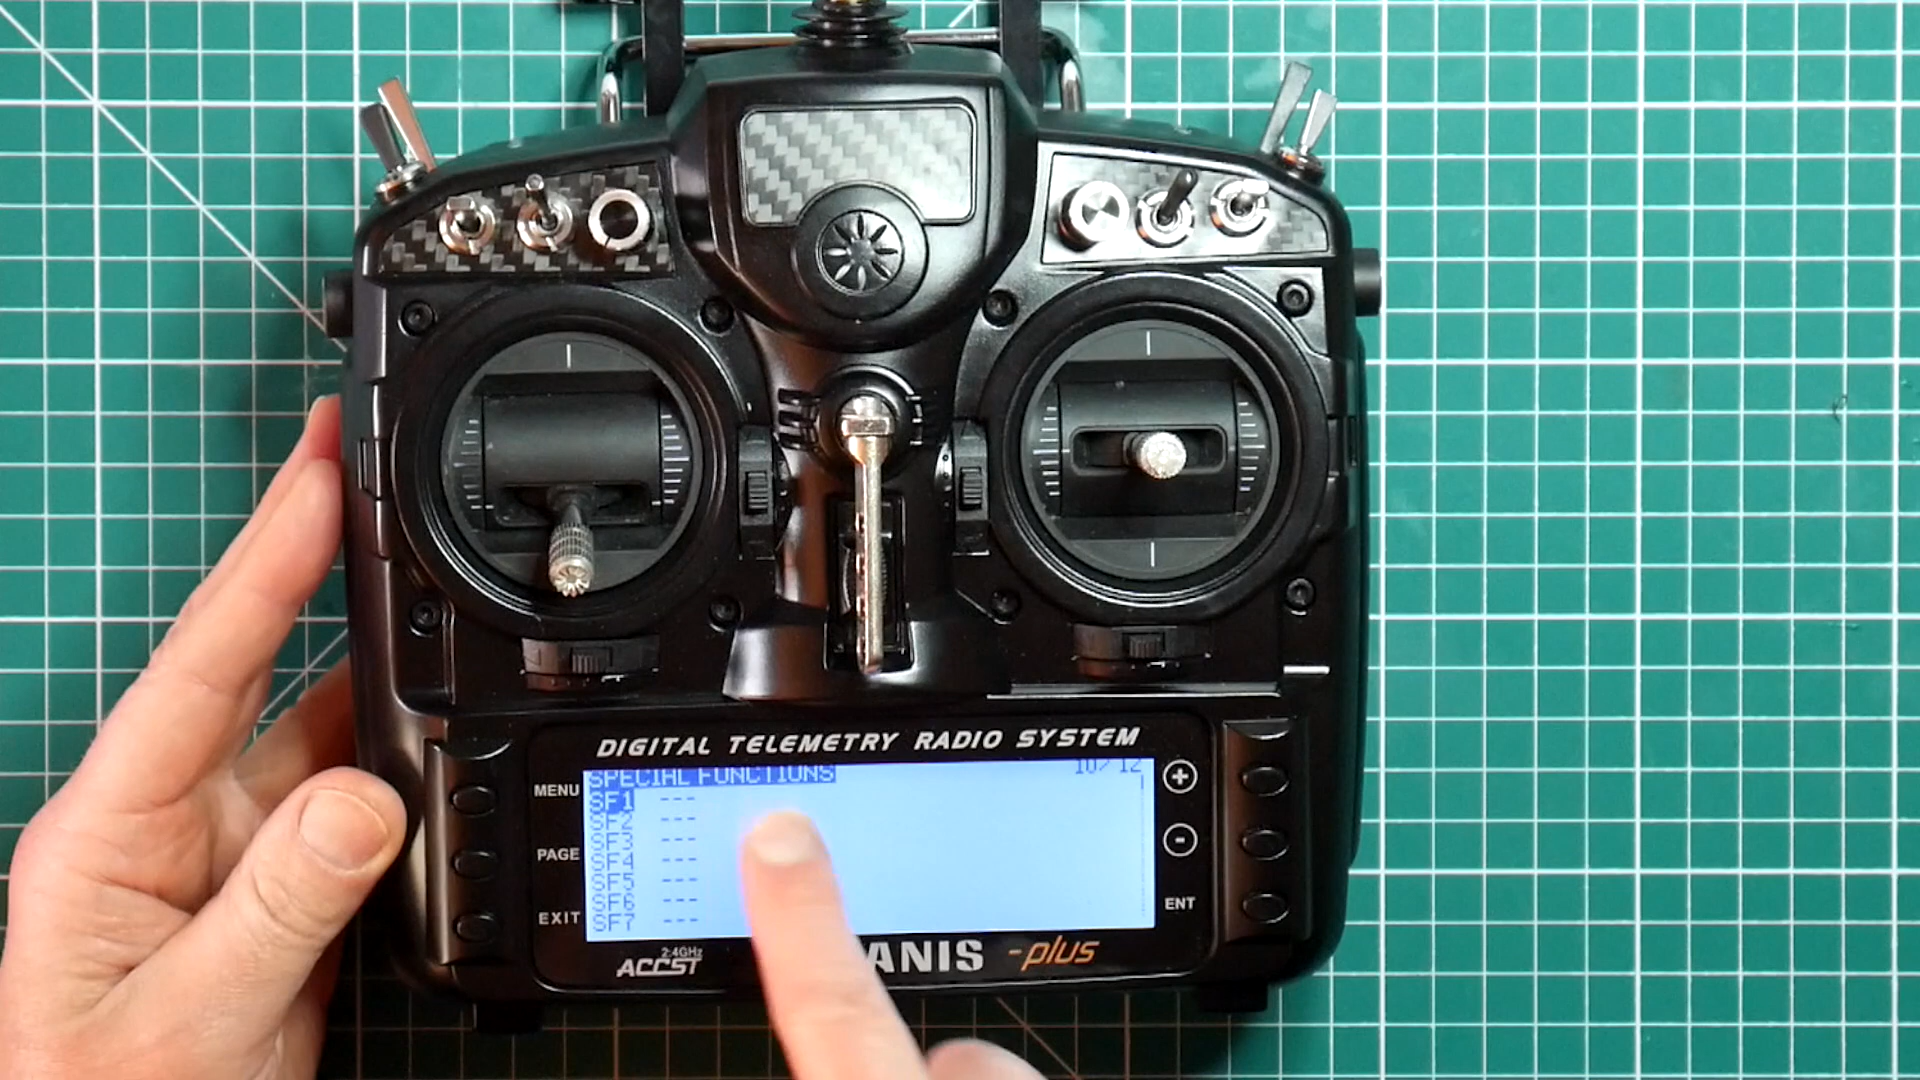 DIGITAL TELEMETRY RADIO SYSTEM
MENU
PAGE
EXIT
SPECIAL FUNCTIONS 10/12
SF1 ---
SF2 ---
SF3 ---
SF4 ---
SF5 ---
SF6 ---
SF7 ---
+
-
ENT
2.4GHz
ACCST
ANIS -plus